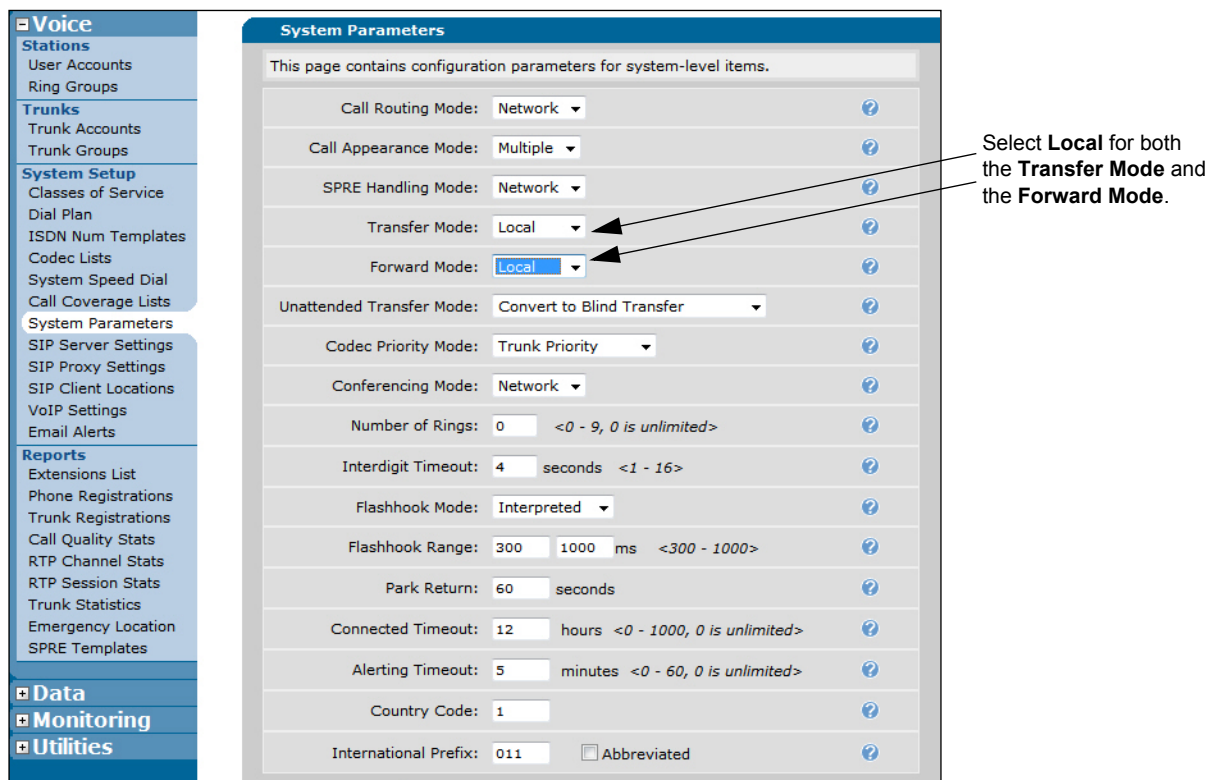 Voice
Stations
User Accounts
Ring Groups
Trunks
Trunk Accounts
Trunk Groups
System Setup
Classes of Service
Dial Plan
ISDN Num Templates
Codec Lists
System Speed Dial
Call Coverage Lists
System Parameters
SIP Server Settings
SIP Proxy Settings
SIP Client Locations
VoIP Settings
Email Alerts
Reports
Extensions List
Phone Registrations
Trunk Registrations
Call Quality Stats
RTP Channel Stats
RTP Session Stats
Trunk Statistics
Emergency Location
SPRE Templates
Data
Monitoring
Utilities
System Parameters
This page contains configuration parameters for system-level items.
Call Routing Mode: Network ?
Call Appearance Mode: Multiple ?
SPRE Handling Mode: Network ?
Transfer Mode: Local ?
Forward Mode: Local ?
Unattended Transfer Mode: Convert to Blind Transfer ?
Codec Priority Mode: Trunk Priority ?
Conferencing Mode: Network ?
Number of Rings: 0 <0 - 9, 0 is unlimited> ?
Interdigit Timeout: 4 seconds <1 - 16> ?
Flashhook Mode: Interpreted ?
Flashhook Range: 300 1000 ms <300 - 1000> ?
Park Return: 60 seconds ?
Connected Timeout: 12 hours <0 - 1000, 0 is unlimited> ?
Alerting Timeout: 5 minutes <0 - 60, 0 is unlimited> ?
Country Code: 1 ?
International Prefix: 011 Abbreviated ?
Select Local for both
the Transfer Mode and
the Forward Mode.